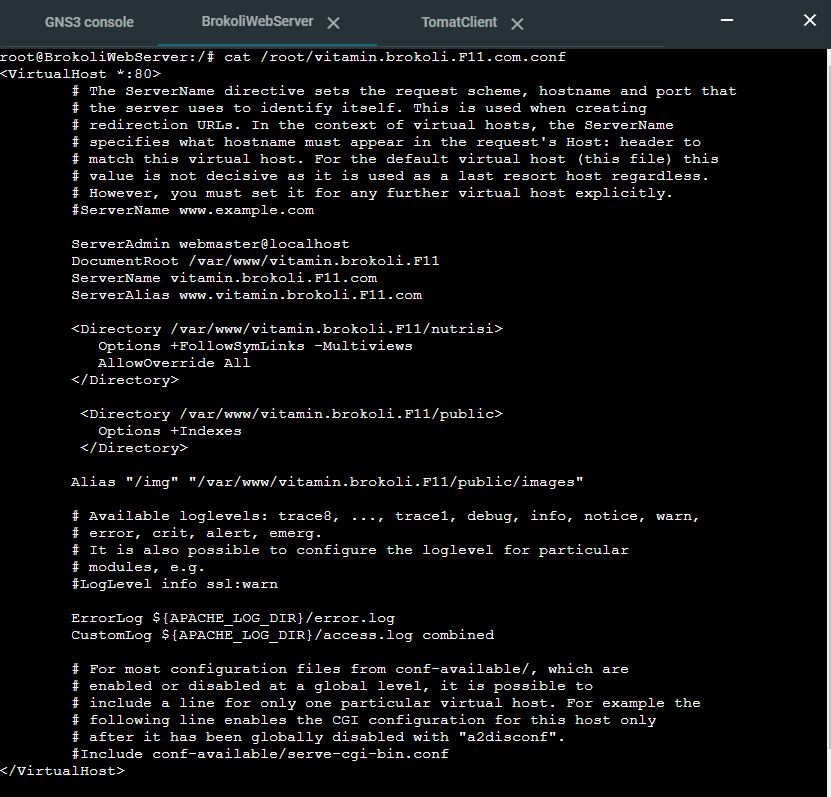 GNS3 console BrokoliWebServer TomatClient
root@BrokoliWebServer:/# cat /root/vitamin.brokoli.F11.com.conf
<VirtualHost *:80>
# The ServerName directive sets the request scheme, hostname and port that
# the server uses to identify itself. This is used when creating
# redirection URLs. In the context of virtual hosts, the ServerName
# specifies what hostname must appear in the request's Host: header to
# match this virtual host. For the default virtual host (this file) this
# value is not decisive as it is used as a last resort host regardless.
# However, you must set it for any further virtual host explicitly.
#ServerName www.example.com
ServerAdmin webmaster@localhost
DocumentRoot /var/www/vitamin.brokoli.F11
ServerName vitamin.brokoli.F11.com
ServerAlias www.vitamin.brokoli.F11.com
<Directory /var/www/vitamin.brokoli.F11/nutrisi>
Options +FollowSymLinks -Multiviews
AllowOverride All
</Directory>
<Directory /var/www/vitamin.brokoli.F11/public>
Options +Indexes
</Directory>
Alias "/img" "/var/www/vitamin.brokoli.F11/public/images"
# Available loglevels: trace8, ..., trace1, debug, info, notice, warn,
# error, crit, alert, emerg.
# It is also possible to configure the loglevel for particular
# modules, e.g.
#LogLevel info ssl:warn
ErrorLog ${APACHE_LOG_DIR}/error.log
CustomLog ${APACHE_LOG_DIR}/access.log combined
# For most configuration files from conf-available/, which are
# enabled or disabled at a global level, it is possible to
# include a line for only one particular virtual host. For example the
# following line enables the CGI configuration for this host only
# after it has been globally disabled with "a2disconf".
#Include conf-available/serve-cgi-bin.conf
</VirtualHost>